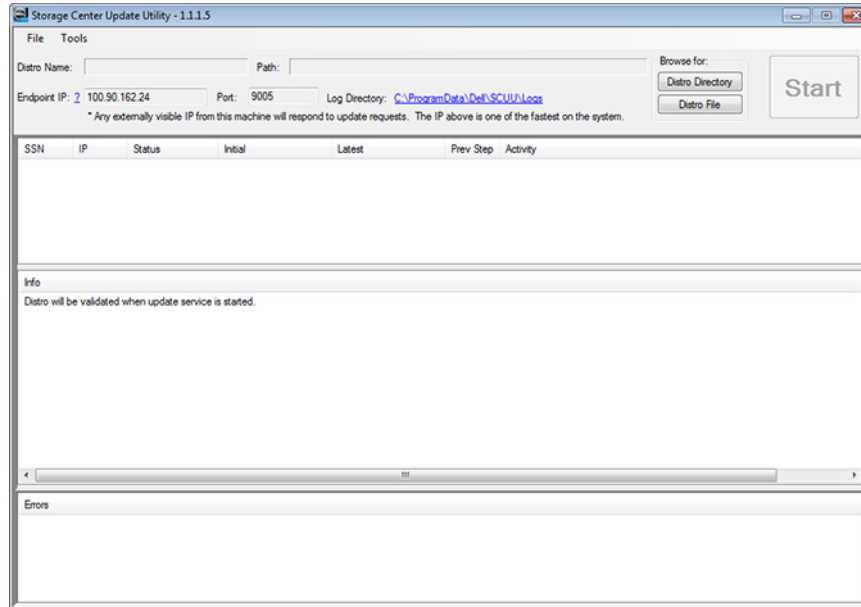 Storage Center Update Utility - 1.1.1.5
File Tools
Distro Name: Path: Browse for:
Distro Directory
Start
Endpoint IP: ? 100.90.162.24 Port: 9005 Log Directory: C:\ProgramData\Dell\SCUU\Logs
Distro File
* Any externally visible IP from this machine will respond to update requests. The IP above is one of the fastest on the system.
SSN IP Status Initial Latest Prev Step Activity
Info
Distro will be validated when update service is started.
Errors